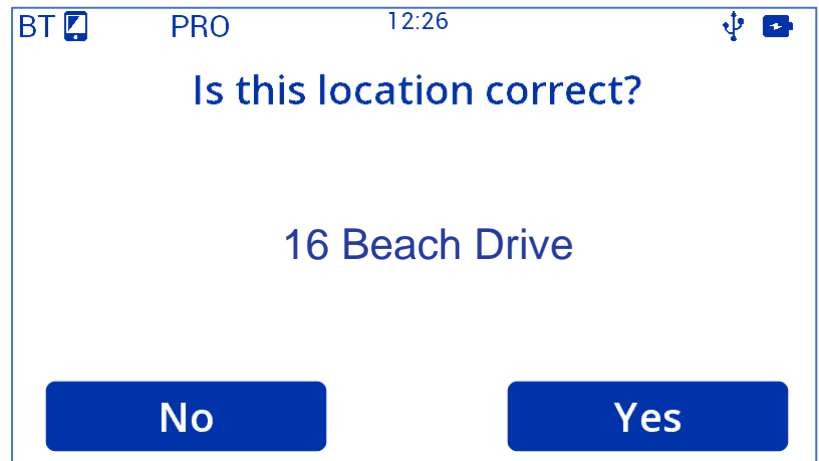 BT PRO 12:26
Is this location correct?
16 Beach Drive
No Yes